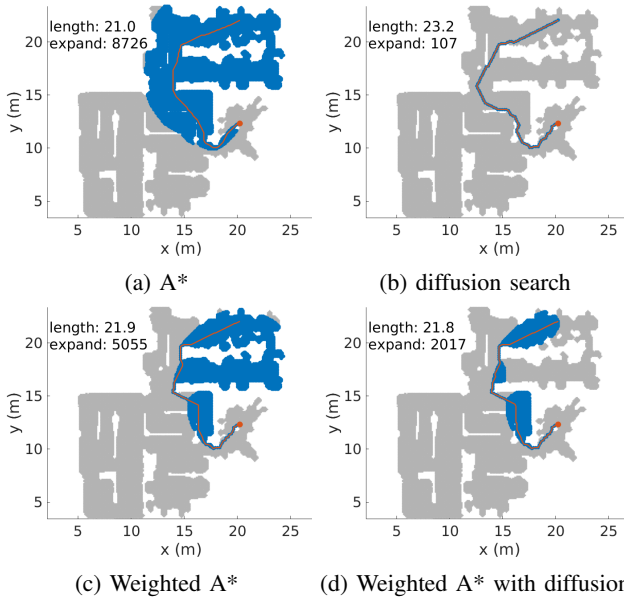 length: 21.0
expand: 8726
20
15
10
5
y (m)
5 10 15 20 25
x (m)
(a) A*
length: 23.2
expand: 107
20
15
10
5
y (m)
5 10 15 20 25
x (m)
(b) diffusion search
length: 21.9
expand: 5055
20
15
10
5
y (m)
5 10 15 20 25
x (m)
(c) Weighted A*
length: 21.8
expand: 2017
20
15
10
5
y (m)
5 10 15 20 25
x (m)
(d) Weighted A* with diffusion